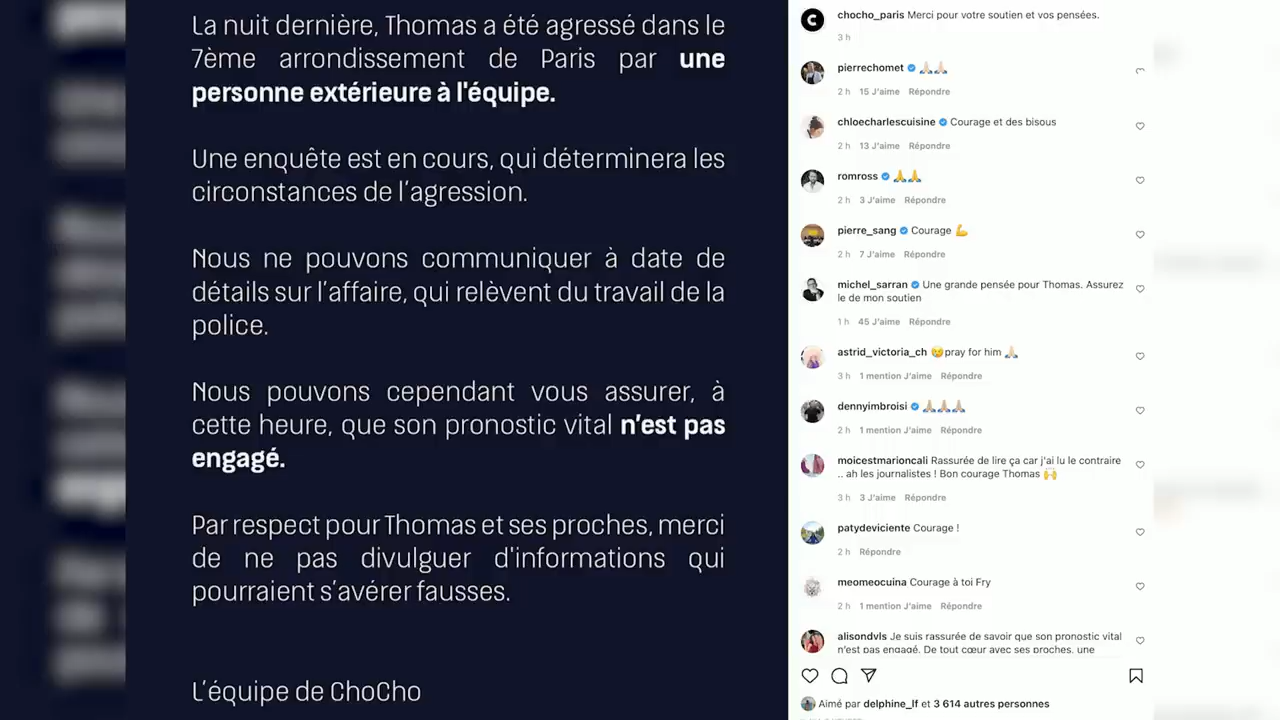 La nuit dernière, Thomas a été agressé dans le
7ème arrondissement de Paris par une
personne extérieure à l'équipe.
Une enquête est en cours, qui déterminera les
circonstances de l'agression.
Nous ne pouvons communiquer à date de
détails sur l'affaire, qui relèvent du travail de la
police.
Nous pouvons cependant vous assurer, à
cette heure, que son pronostic vital n'est pas
engagé.
Par respect pour Thomas et ses proches, merci
de ne pas divulguer d'informations qui
pourraient s'avérer fausses.
L'équipe de ChoCho
C
chocho_paris Merci pour votre soutien et vos pensées.
3 h
pierrechomet 🙏🏻🙏🏻
2 h 15 J'aime Répondre
chloecharlescuisine Courage et des bisous
2 h 13 J'aime Répondre
romross 🙏🙏
2 h 3 J'aime Répondre
pierre_sang Courage 💪
2 h 7 J'aime Répondre
michel_sarran Une grande pensée pour Thomas. Assurez
le de mon soutien
1 h 45 J'aime Répondre
astrid_victoria_ch 😢pray for him 🙏🏻
3 h 1 mention J'aime Répondre
dennyimbroisi 🙏🏼🙏🏼🙏🏼
2 h 1 mention J'aime Répondre
moicestmarioncali Rassurée de lire ça car j'ai lu le contraire
.. ah les journalistes ! Bon courage Thomas 🙌
3 h 3 J'aime Répondre
patydeviciente Courage !
2 h Répondre
meomeocuina Courage à toi Fry
2 h 1 mention J'aime Répondre
alisondvls Je suis rassurée de savoir que son pronostic vital
n'est pas engagé. De tout cœur avec ses proches, une
Aimé par delphine_lf et 3 614 autres personnes